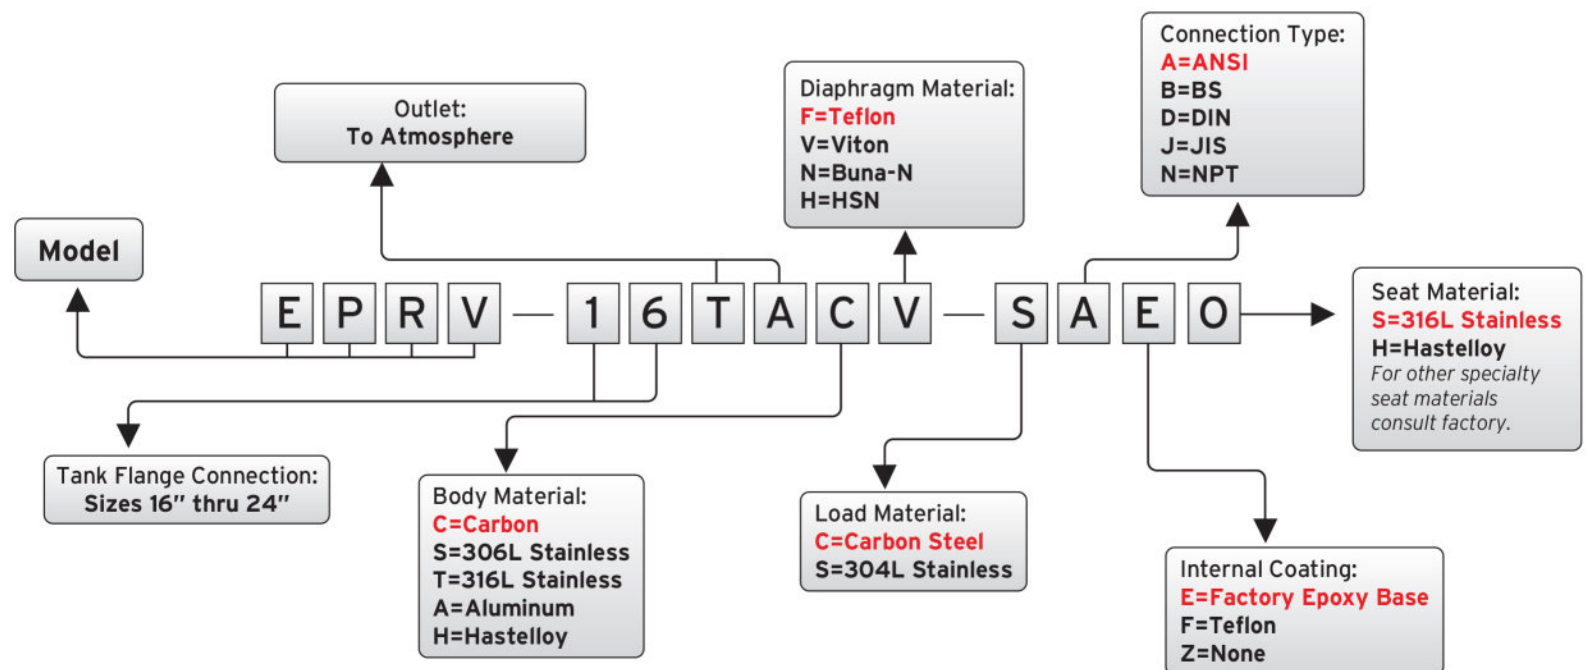 Connection Type:
A=ANSI
B=BS
D=DIN
J=JIS
N=NPT
Diaphragm Material:
F=Teflon
V=Viton
N=Buna-N
H=HSN
Outlet:
To Atmosphere
Model
E P R V — 1 6 T A C V — S A E O
Seat Material:
S=316L Stainless
H=Hastelloy
For other specialty
seat materials
consult factory.
Tank Flange Connection:
Sizes 16" thru 24"
Body Material:
C=Carbon
S=306L Stainless
T=316L Stainless
A=Aluminum
H=Hastelloy
Load Material:
C=Carbon Steel
S=304L Stainless
Internal Coating:
E=Factory Epoxy Base
F=Teflon
Z=None